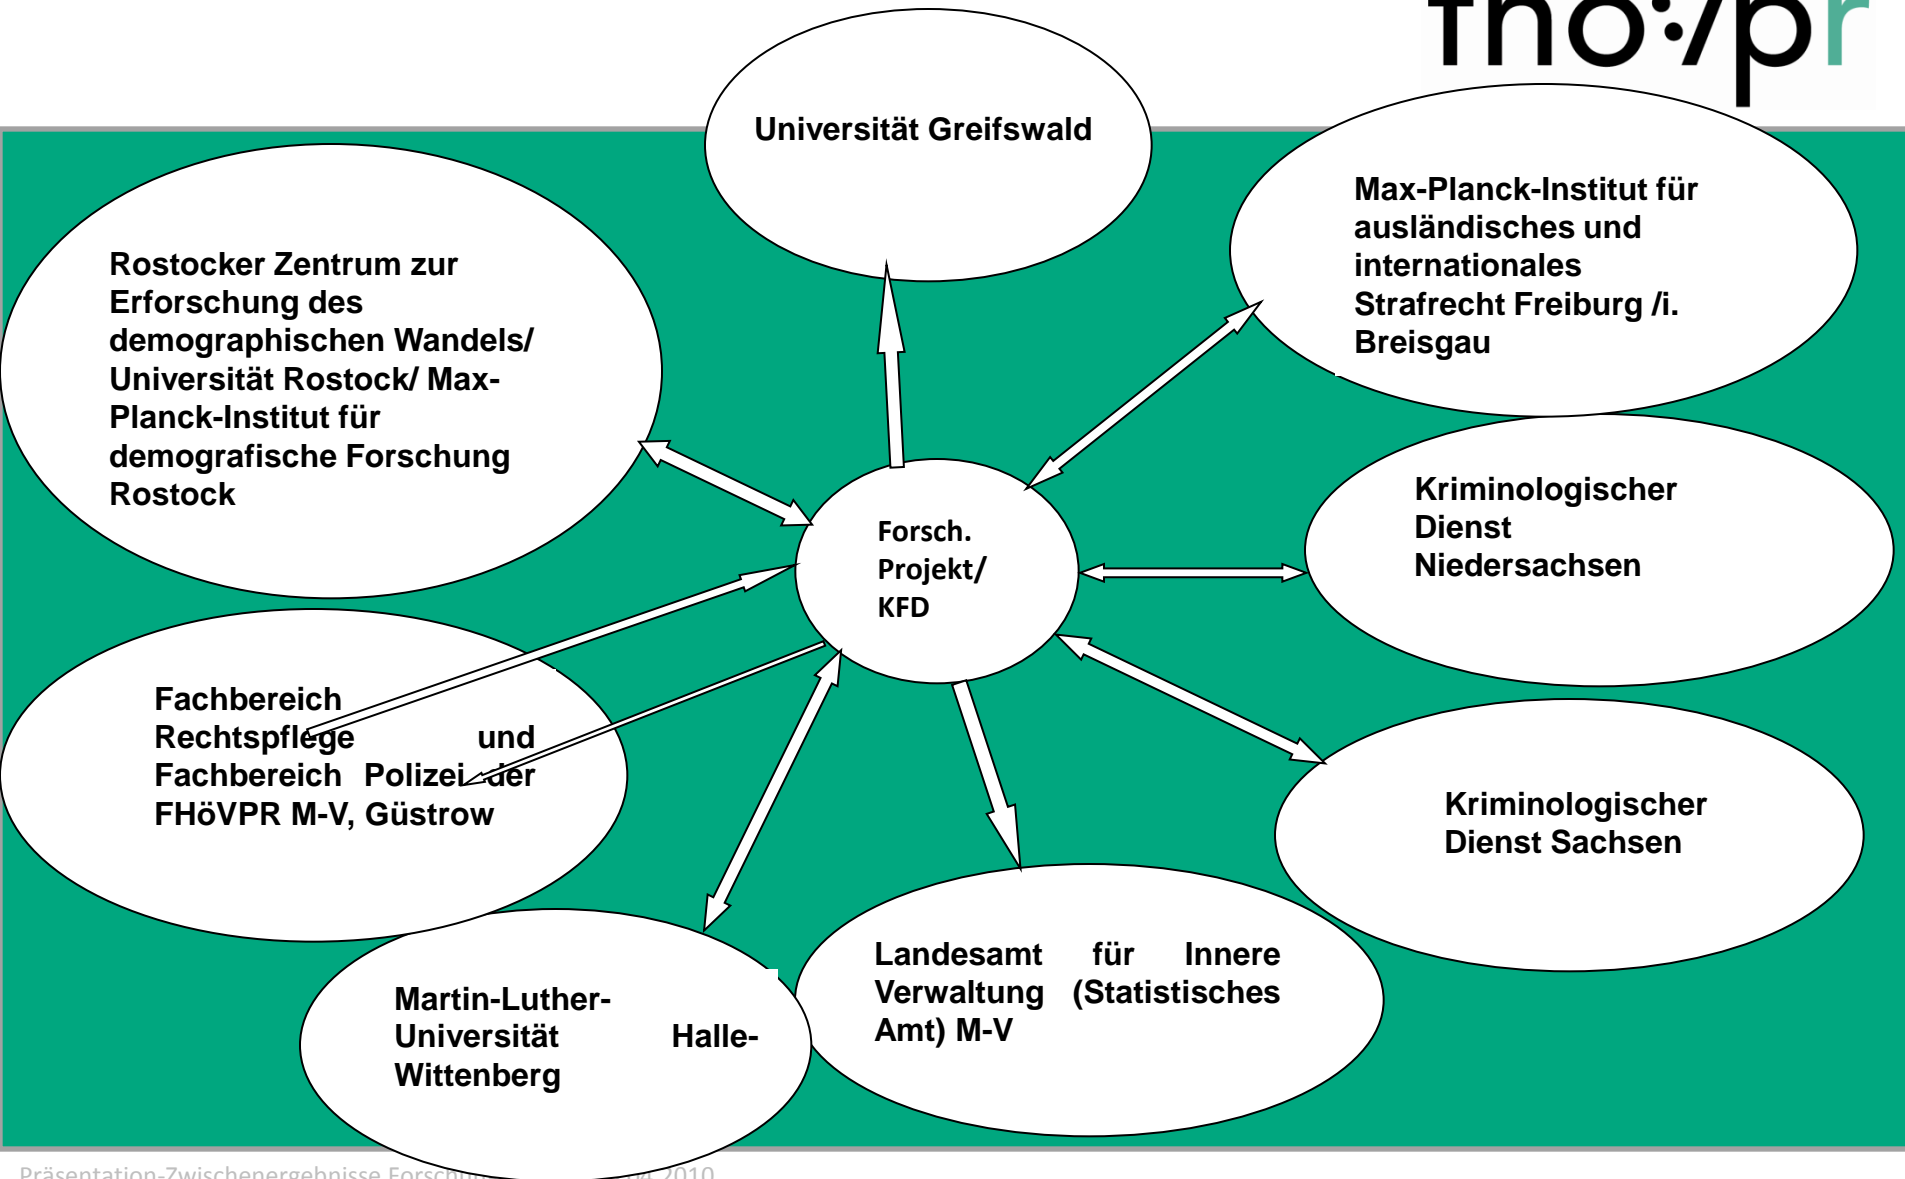 fhö:/pr
Universität Greifswald
Max-Planck-Institut für
ausländisches und
internationales
Strafrecht Freiburg /i.
Breisgau
Rostocker Zentrum zur
Erforschung des
demographischen Wandels/
Universität Rostock/ Max-
Planck-Institut für
demografische Forschung
Rostock
Forsch.
Projekt/
KFD
Kriminologischer
Dienst
Niedersachsen
Fachbereich
Rechtspflege und
Fachbereich Polizei der
FHöVPR M-V, Güstrow
Kriminologischer
Dienst Sachsen
Landesamt für Innere
Verwaltung (Statistisches
Amt) M-V
Martin-Luther-
Universität Halle-
Wittenberg
Präsentation-Zwischenergebnisse 2010